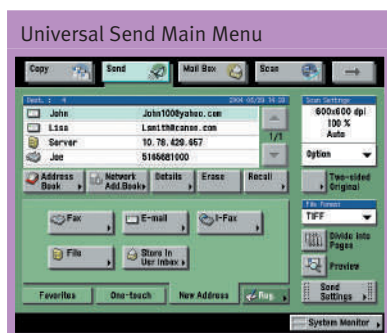 Universal Send Main Menu
Copy Send Mail Box Scan
Dest. : 4
John John100@yahoo.com
Lisa Lsmith@canon.com
Server 10.78.429.657
Joe 5165681000
1/1
Address Book Network Add.Book Details Erase Recall
Fax E-mail I-Fax
File Store In Usr Inbox
Favorites One-touch New Address Reg.
Scan Settings
600x600 dpi
100 %
Auto
Option
Two-sided Original
File Format
TIFF
Divide into Pages
Preview
Send Settings
System Monitor